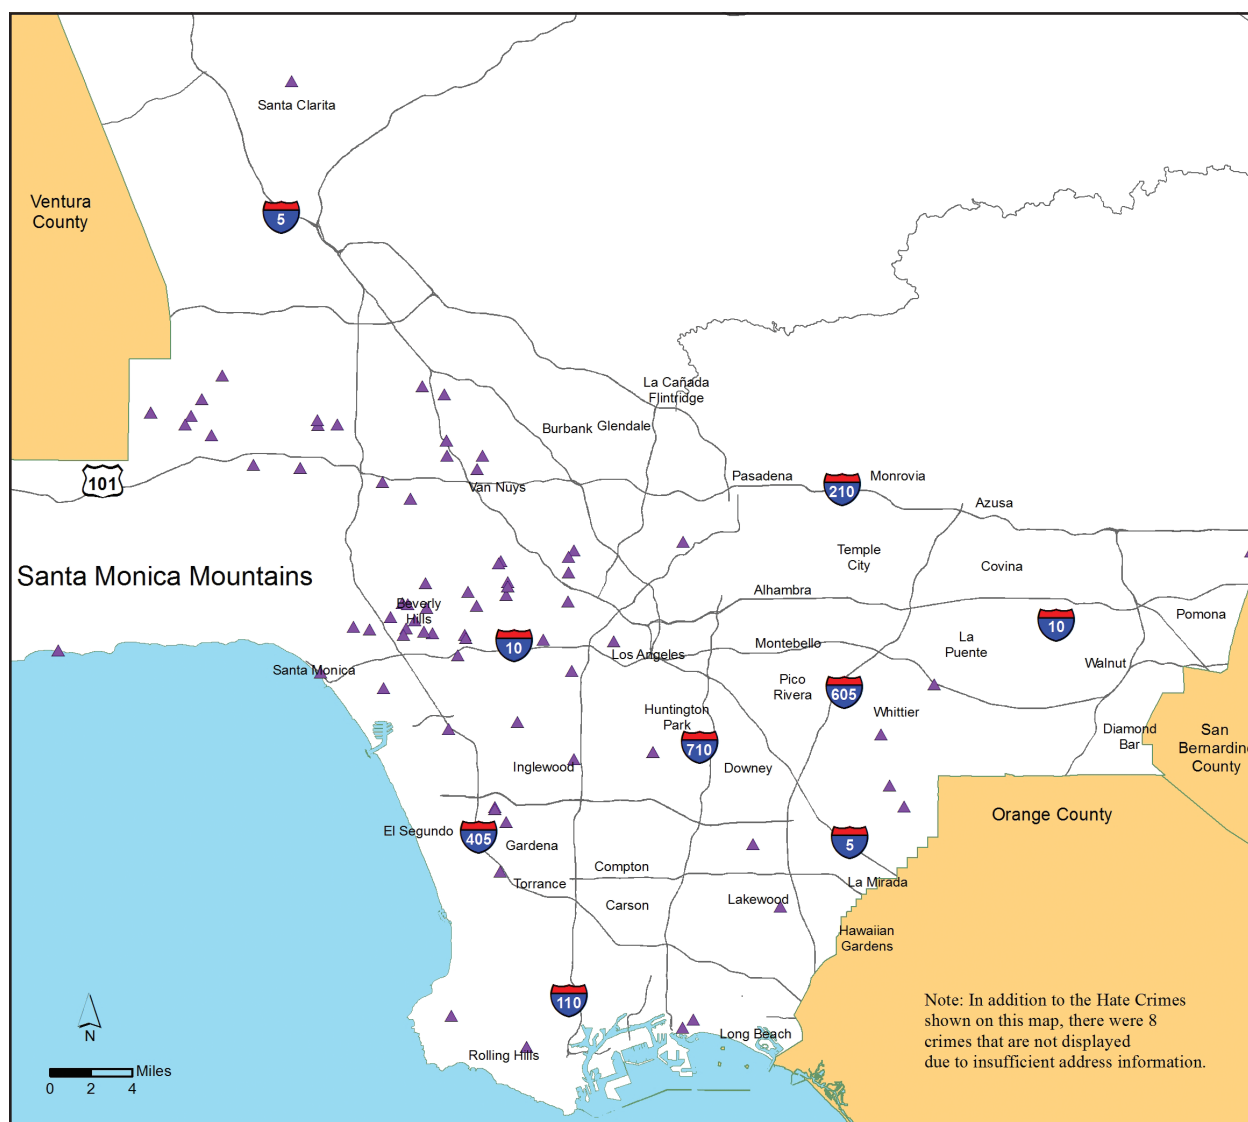 Santa Clarita
Ventura
County
5
La Cañada
Flintridge
Burbank
Glendale
101
Van Nuys
Pasadena
210
Monrovia
Azusa
Temple
City
Covina
Santa Monica Mountains
Alhambra
Beverly
Hills
10
Pomona
10
Montebello
La
Puente
Los Angeles
Walnut
Santa Monica
Pico
Rivera
605
Whittier
Huntington
Park
710
Diamond
Bar
San
Bernardino
County
Inglewood
Downey
Orange County
El Segundo
405
Gardena
5
Compton
Torrance
La Mirada
Carson
Lakewood
Hawaiian
Gardens
110
Note: In addition to the Hate Crimes
shown on this map, there were 8
crimes that are not displayed
due to insufficient address information.
N
Long Beach
Rolling Hills
Miles
0 2 4